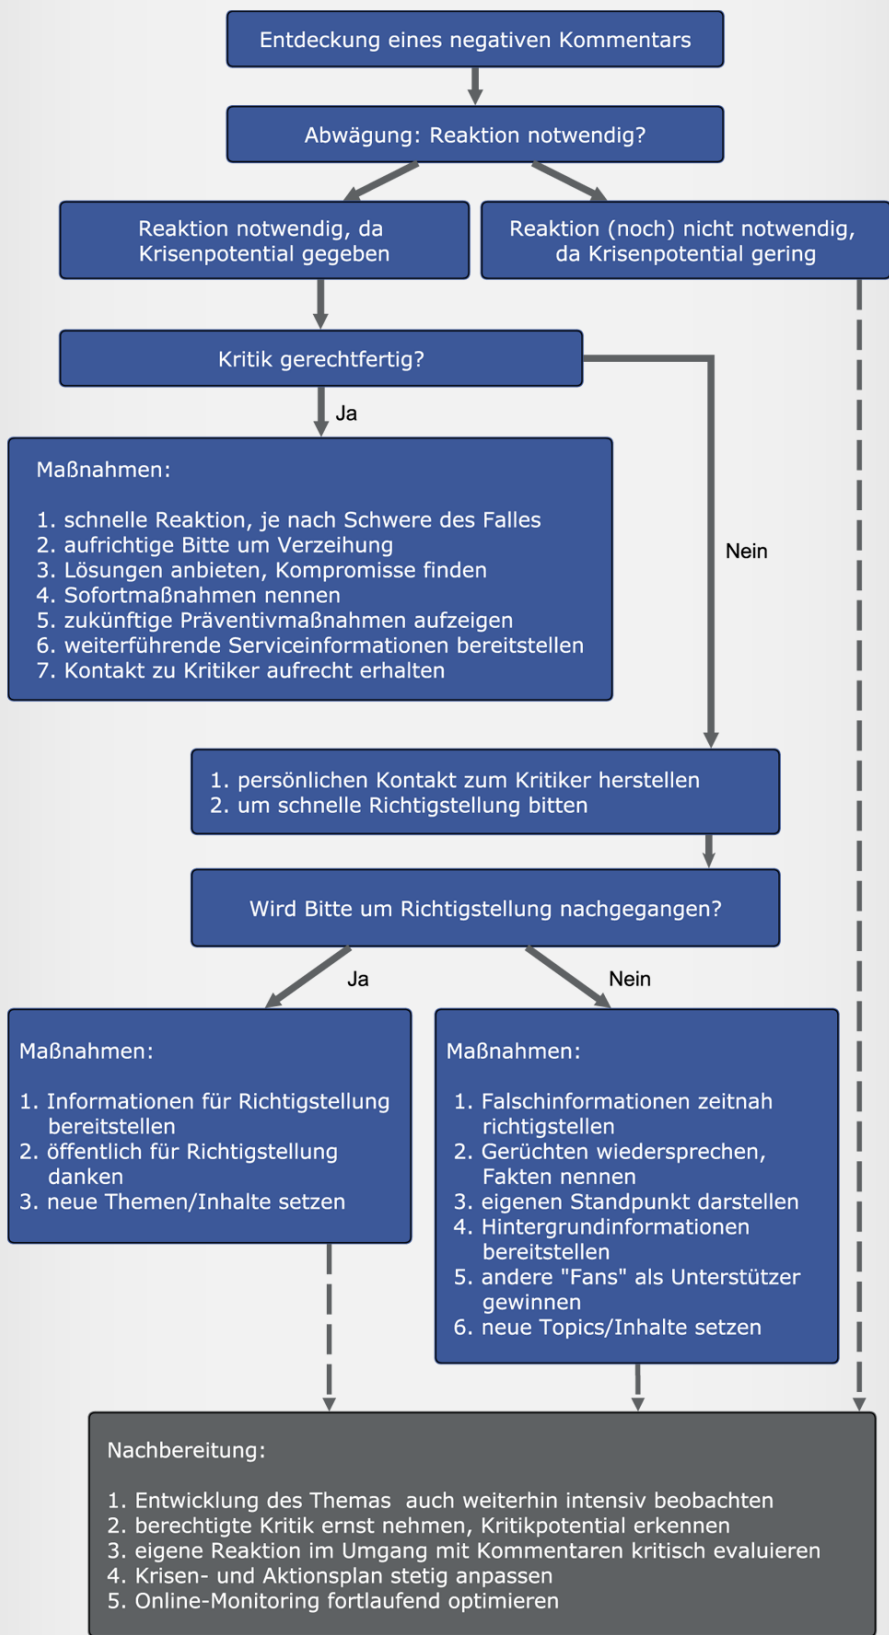 Entdeckung eines negativen Kommentars
Abwägung: Reaktion notwendig?
Reaktion notwendig, da
Krisenpotential gegeben
Reaktion (noch) nicht notwendig,
da Krisenpotential gering
Kritik gerechtfertig?
Ja
Maßnahmen:
1. schnelle Reaktion, je nach Schwere des Falles
2. aufrichtige Bitte um Verzeihung
3. Lösungen anbieten, Kompromisse finden
4. Sofortmaßnahmen nennen
5. zukünftige Präventivmaßnahmen aufzeigen
6. weiterführende Serviceinformationen bereitstellen
7. Kontakt zu Kritiker aufrecht erhalten
Nein
1. persönlichen Kontakt zum Kritiker herstellen
2. um schnelle Richtigstellung bitten
Wird Bitte um Richtigstellung nachgegangen?
Ja
Nein
Maßnahmen:
1. Informationen für Richtigstellung
bereitstellen
2. öffentlich für Richtigstellung
danken
3. neue Themen/Inhalte setzen
Maßnahmen:
1. Falschinformationen zeitnah
richtigstellen
2. Gerüchten wiedersprechen,
Fakten nennen
3. eigenen Standpunkt darstellen
4. Hintergrundinformationen
bereitstellen
5. andere "Fans" als Unterstützer
gewinnen
6. neue Topics/Inhalte setzen
Nachbereitung:
1. Entwicklung des Themas auch weiterhin intensiv beobachten
2. berechtigte Kritik ernst nehmen, Kritikpotential erkennen
3. eigene Reaktion im Umgang mit Kommentaren kritisch evaluieren
4. Krisen- und Aktionsplan stetig anpassen
5. Online-Monitoring fortlaufend optimieren